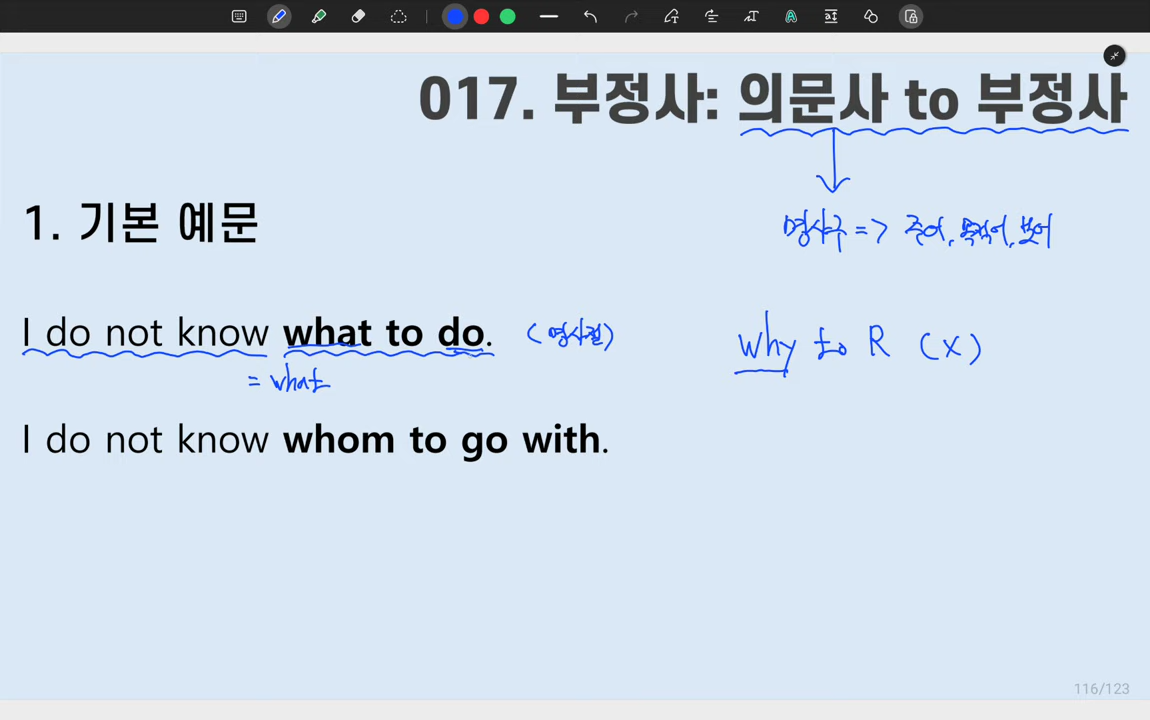 017. 부정사: 의문사 to 부정사
1. 기본 예문
명사구 => 주어, 목적어, 보어
I do not know what to do. (명사절)
why to R (x)
= what
I do not know whom to go with.
116/123